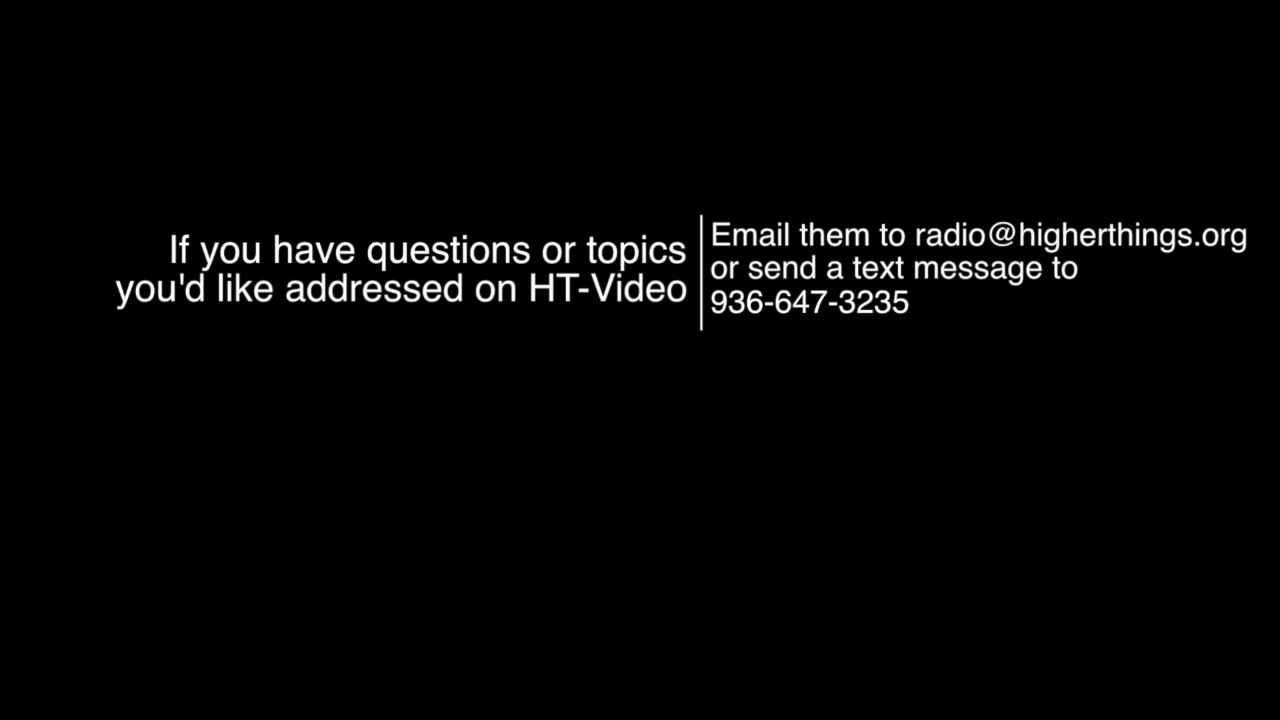 If you have questions or topics
you'd like addressed on HT-Video
Email them to radio@higherthings.org
or send a text message to
936-647-3235